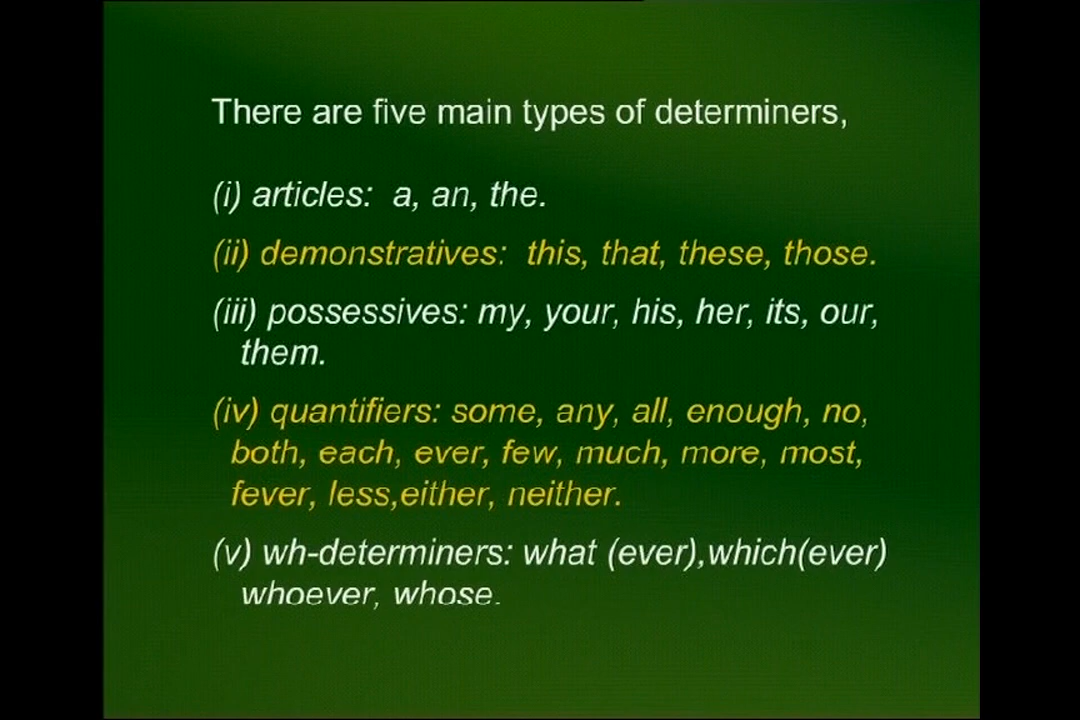 There are five main types of determiners,
(i) articles:  a, an, the.
(ii) demonstratives:  this, that, these, those.
(iii) possessives: my, your, his, her, its, our,
them.
(iv) quantifiers: some, any, all, enough, no,
both, each, ever, few, much, more, most,
fever, less,either, neither.
(v) wh-determiners: what (ever),which(ever)
whoever, whose.